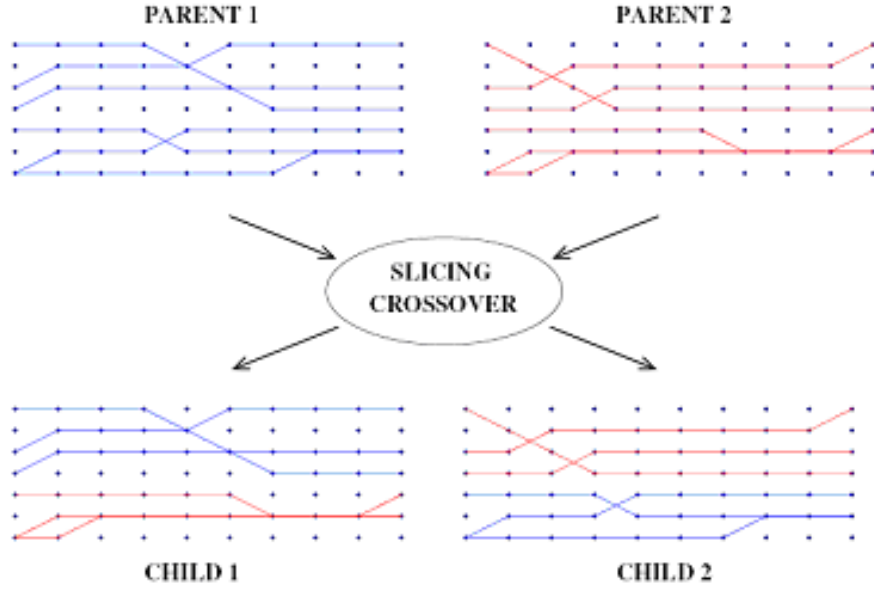 PARENT 1
PARENT 2
SLICING
CROSSOVER
CHILD 1
CHILD 2